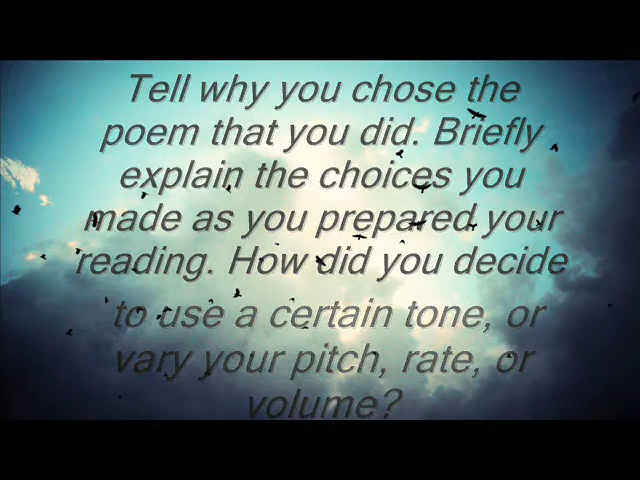 Tell why you chose the
poem that you did. Briefly
explain the choices you
made as you prepared your
reading. How did you decide
to use a certain tone, or
vary your pitch, rate, or
volume?